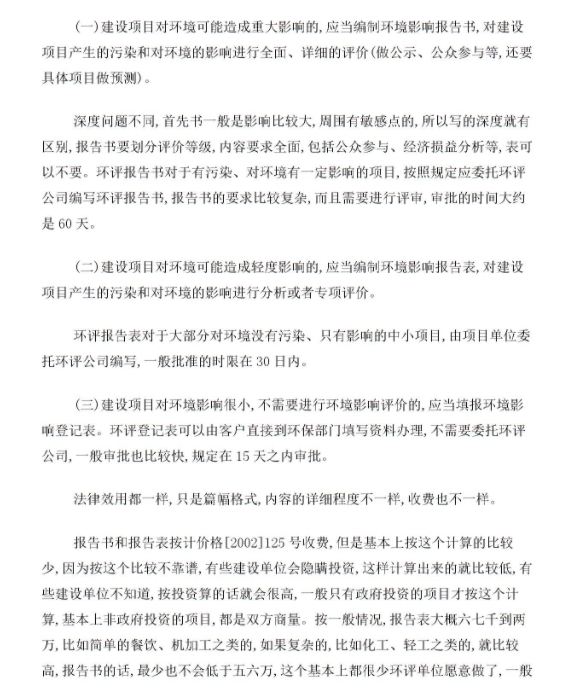 (一)建设项目对环境可能造成重大影响的,应当编制环境影响报告书,对建设
项目产生的污染和对环境的影响进行全面、详细的评价(做公示、公众参与等,还要
具体项目做预测)。
深度问题不同,首先书一般是影响比较大,周围有敏感点的,所以写的深度就有
区别,报告书要划分评价等级,内容要求全面,包括公众参与、经济损益分析等,表可
以不要。环评报告书对于有污染、对环境有一定影响的项目,按照规定应委托环评
公司编写环评报告书,报告书的要求比较复杂,而且需要进行评审,审批的时间大约
是 60 天。
(二)建设项目对环境可能造成轻度影响的,应当编制环境影响报告表,对建设
项目产生的污染和对环境的影响进行分析或者专项评价。
环评报告表对于大部分对环境没有污染、只有影响的中小项目,由项目单位委
托环评公司编写,一般批准的时限在 30 日内。
(三)建设项目对环境影响很小,不需要进行环境影响评价的,应当填报环境影
响登记表。环评登记表可以由客户直接到环保部门填写资料办理,不需要委托环评
公司,一般审批也比较快,规定在 15 天之内审批。
法律效用都一样,只是篇幅格式,内容的详细程度不一样,收费也不一样。
报告书和报告表按计价格[2002]125 号收费,但是基本上按这个计算的比较
少,因为按这个比较不靠谱,有些建设单位会隐瞒投资,这样计算出来的就比较低,有
些建设单位不知道,按投资算的话就会很高,一般只有政府投资的项目才按这个计
算,基本上非政府投资的项目,都是双方商量。按一般情况,报告表大概六七千到两
万,比如简单的餐饮、机加工之类的,如果复杂的,比如化工、轻工之类的,就比较
高,报告书的话,最少也不会低于五六万,这个基本上都很少环评单位愿意做了,一般